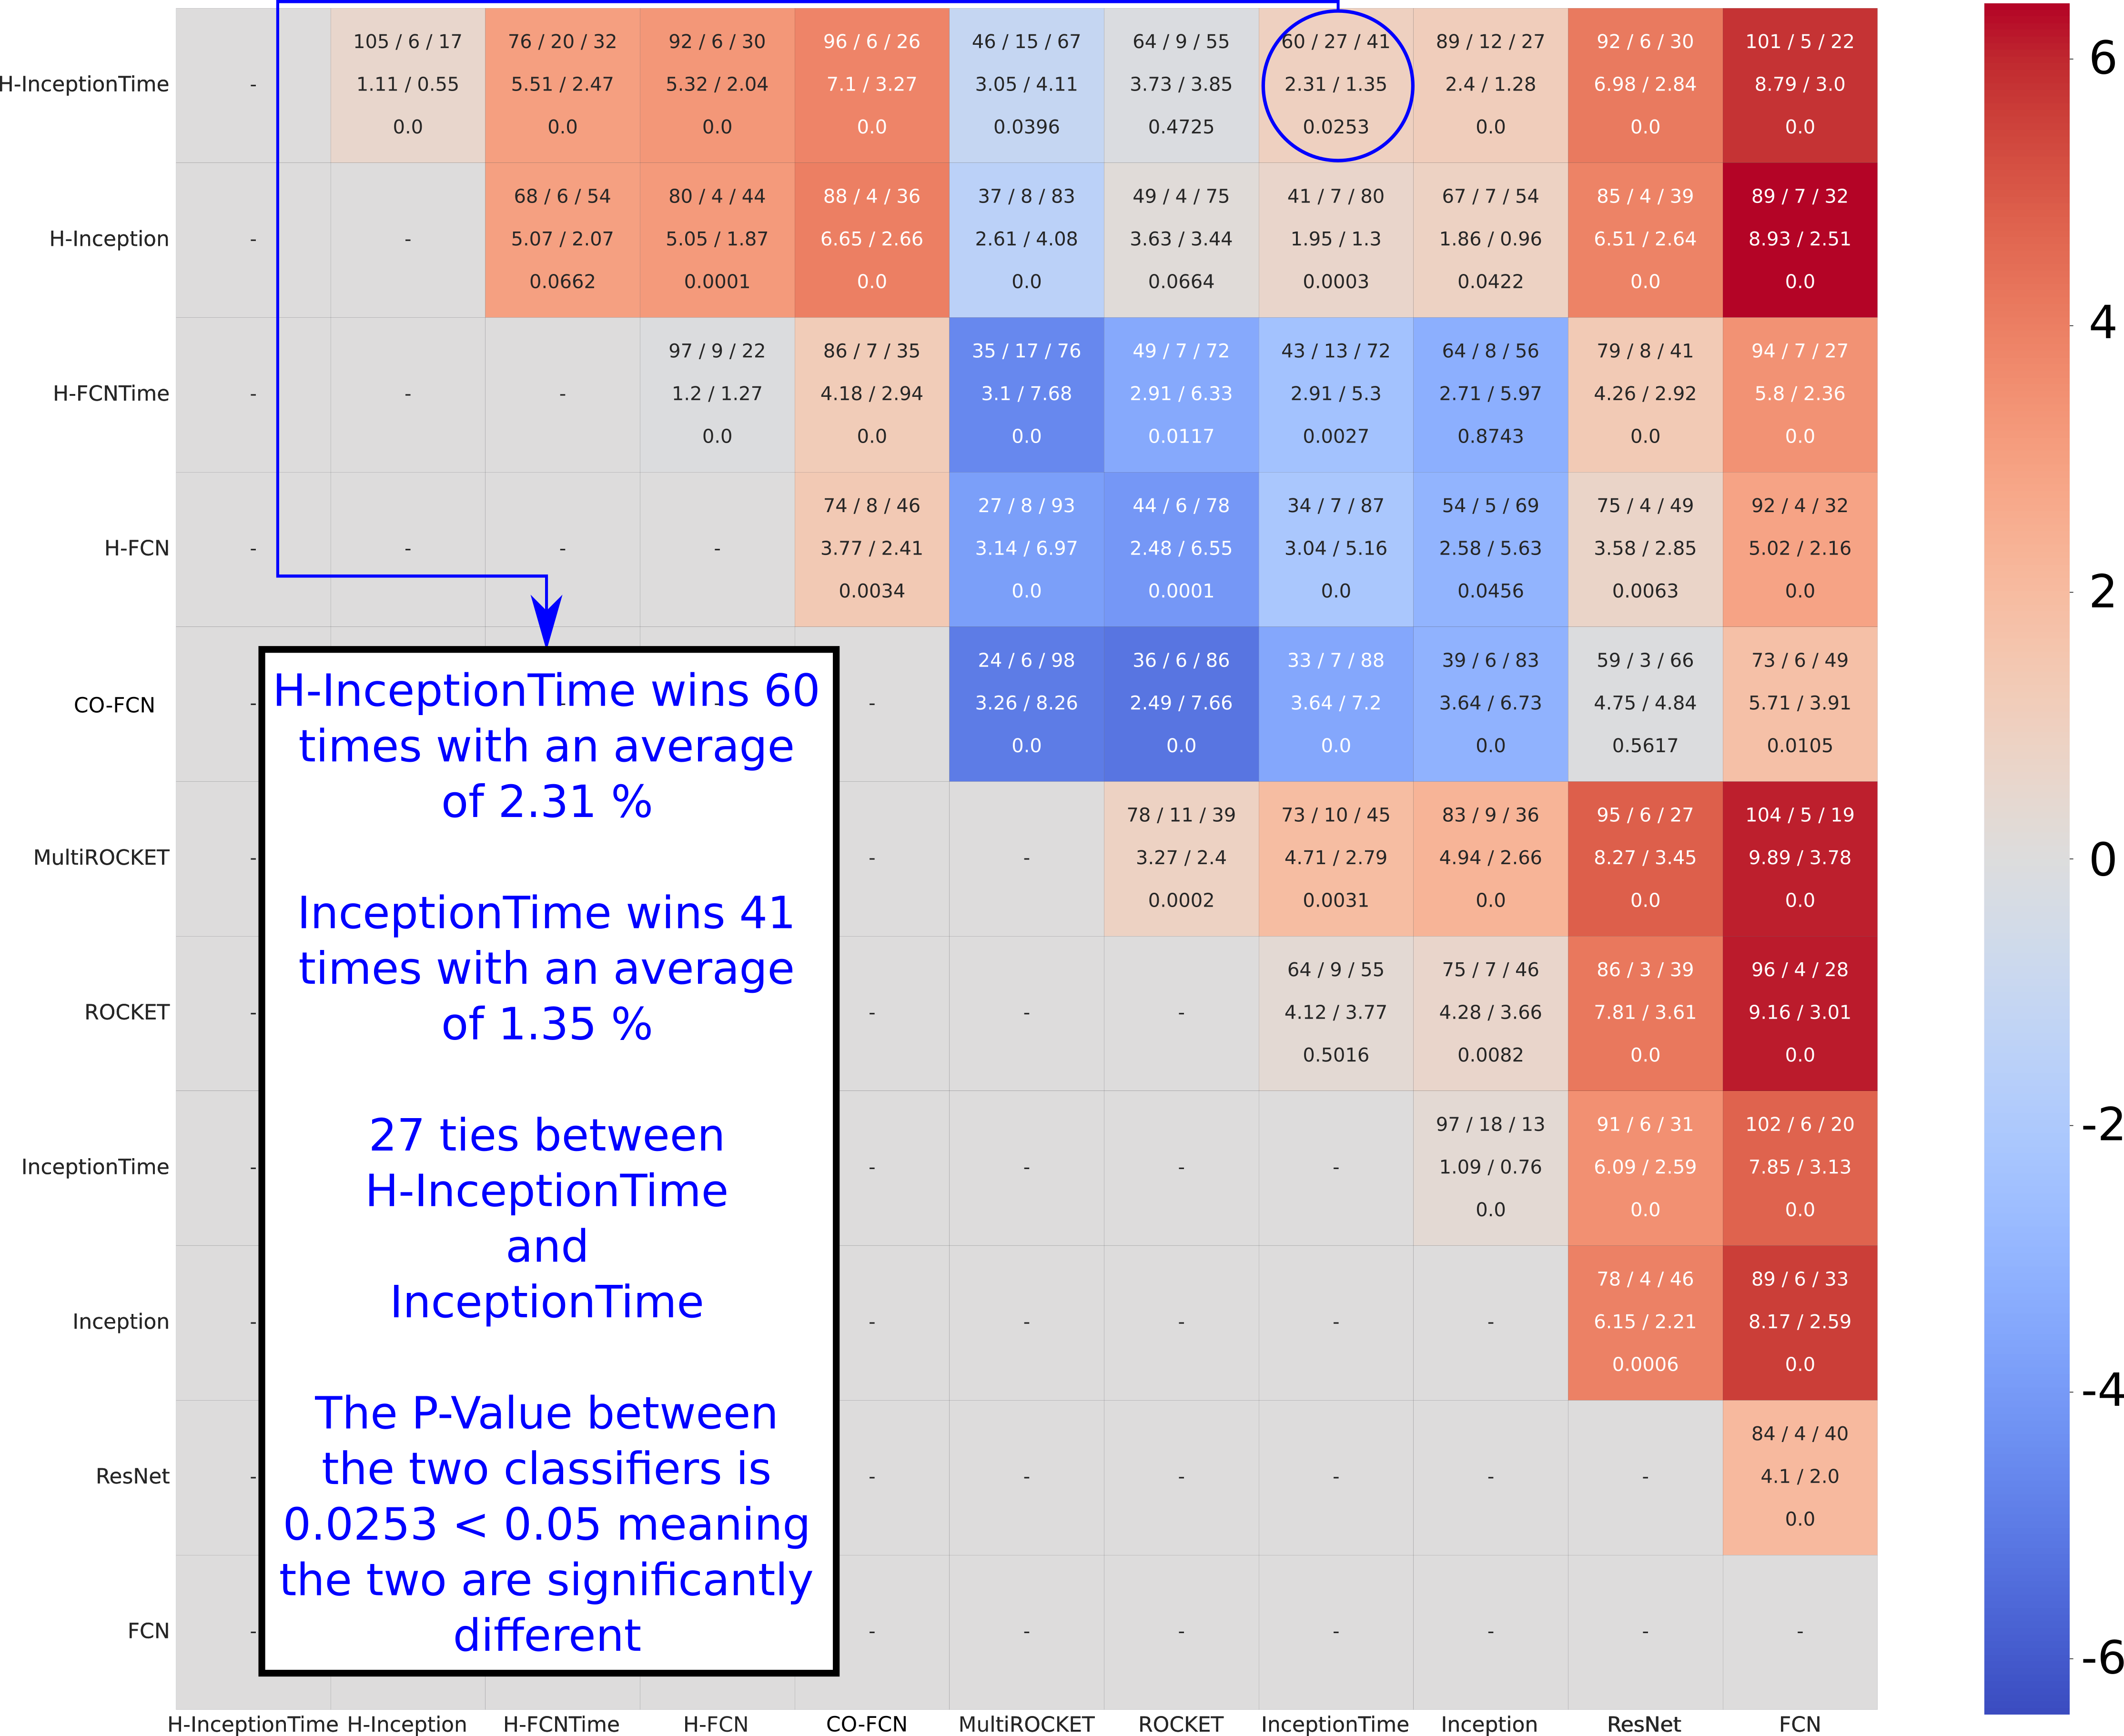 105 / 6 / 17 76 / 20 / 32 92 / 6 / 30 96 / 6 / 26 46 / 15 / 67 64 / 9 / 55 60 / 27 / 41 89 / 12 / 27 92 / 6 / 30 101 / 5 / 22
H-InceptionTime - 1.11 / 0.55 5.51 / 2.47 5.32 / 2.04 7.1 / 3.27 3.05 / 4.11 3.73 / 3.85 2.31 / 1.35 2.4 / 1.28 6.98 / 2.84 8.79 / 3.0
0.0 0.0 0.0 0.0 0.0396 0.4725 0.0253 0.0 0.0 0.0
68 / 6 / 54 80 / 4 / 44 88 / 4 / 36 37 / 8 / 83 49 / 4 / 75 41 / 7 / 80 67 / 7 / 54 85 / 4 / 39 89 / 7 / 32
H-Inception - - 5.07 / 2.07 5.05 / 1.87 6.65 / 2.66 2.61 / 4.08 3.63 / 3.44 1.95 / 1.3 1.86 / 0.96 6.51 / 2.64 8.93 / 2.51
0.0662 0.0001 0.0 0.0 0.0664 0.0003 0.0422 0.0 0.0
97 / 9 / 22 86 / 7 / 35 35 / 17 / 76 49 / 7 / 72 43 / 13 / 72 64 / 8 / 56 79 / 8 / 41 94 / 7 / 27
H-FCNTime - - - 1.2 / 1.27 4.18 / 2.94 3.1 / 7.68 2.91 / 6.33 2.91 / 5.3 2.71 / 5.97 4.26 / 2.92 5.8 / 2.36
0.0 0.0 0.0 0.0117 0.0027 0.8743 0.0 0.0
74 / 8 / 46 27 / 8 / 93 44 / 6 / 78 34 / 7 / 87 54 / 5 / 69 75 / 4 / 49 92 / 4 / 32
H-FCN - - - - 3.77 / 2.41 3.14 / 6.97 2.48 / 6.55 3.04 / 5.16 2.58 / 5.63 3.58 / 2.85 5.02 / 2.16
0.0034 0.0 0.0001 0.0 0.0456 0.0063 0.0
24 / 6 / 98 36 / 6 / 86 33 / 7 / 88 39 / 6 / 83 59 / 3 / 66 73 / 6 / 49
CO-FCN - - - - 3.26 / 8.26 2.49 / 7.66 3.64 / 7.2 3.64 / 6.73 4.75 / 4.84 5.71 / 3.91
0.0 0.0 0.0 0.0 0.5617 0.0105
78 / 11 / 39 73 / 10 / 45 83 / 9 / 36 95 / 6 / 27 104 / 5 / 19
MultiROCKET - - - 3.27 / 2.4 4.71 / 2.79 4.94 / 2.66 8.27 / 3.45 9.89 / 3.78
0.0002 0.0031 0.0 0.0 0.0
64 / 9 / 55 75 / 7 / 46 86 / 3 / 39 96 / 4 / 28
ROCKET - - - - 4.12 / 3.77 4.28 / 3.66 7.81 / 3.61 9.16 / 3.01
0.5016 0.0082 0.0 0.0
97 / 18 / 13 91 / 6 / 31 102 / 6 / 20
InceptionTime - - - - - 1.09 / 0.76 6.09 / 2.59 7.85 / 3.13
0.0 0.0 0.0
78 / 4 / 46 89 / 6 / 33
Inception - - - - - - 6.15 / 2.21 8.17 / 2.59
0.0006 0.0
84 / 4 / 40
ResNet - - - - - - - 4.1 / 2.0
0.0
FCN - - - - - - - -
H-InceptionTime H-Inception H-FCNTime H-FCN CO-FCN MultiROCKET ROCKET InceptionTime Inception ResNet FCN
H-InceptionTime wins 60
times with an average
of 2.31 %
InceptionTime wins 41
times with an average
of 1.35 %
27 ties between
H-InceptionTime
and
InceptionTime
The P-Value between
the two classifiers is
0.0253 < 0.05 meaning
the two are significantly
different
6
4
2
0
-2
-4
-6